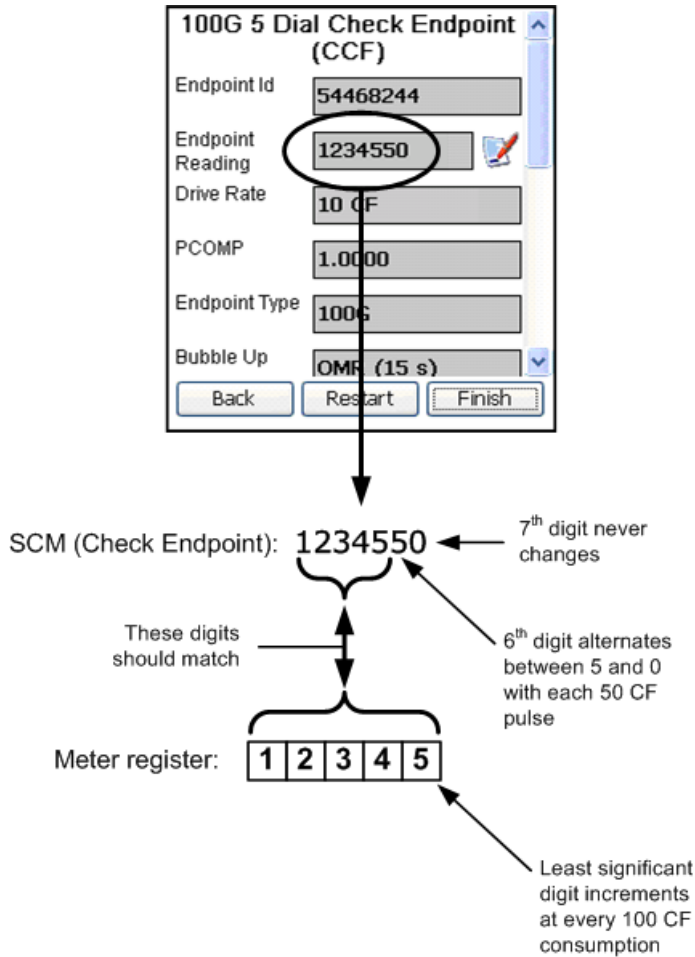 100G 5 Dial Check Endpoint
(CCF)
Endpoint Id
54468244
Endpoint
Reading
1234550
Drive Rate
10 CF
PCOMP
1.0000
Endpoint Type
100G
Bubble Up
OMR (15 s)
Back
Restart
Finish
SCM (Check Endpoint): 1234550
7th digit never
changes
These digits
should match
6th digit alternates
between 5 and 0
with each 50 CF
pulse
Meter register: 1 2 3 4 5
Least significant
digit increments
at every 100 CF
consumption